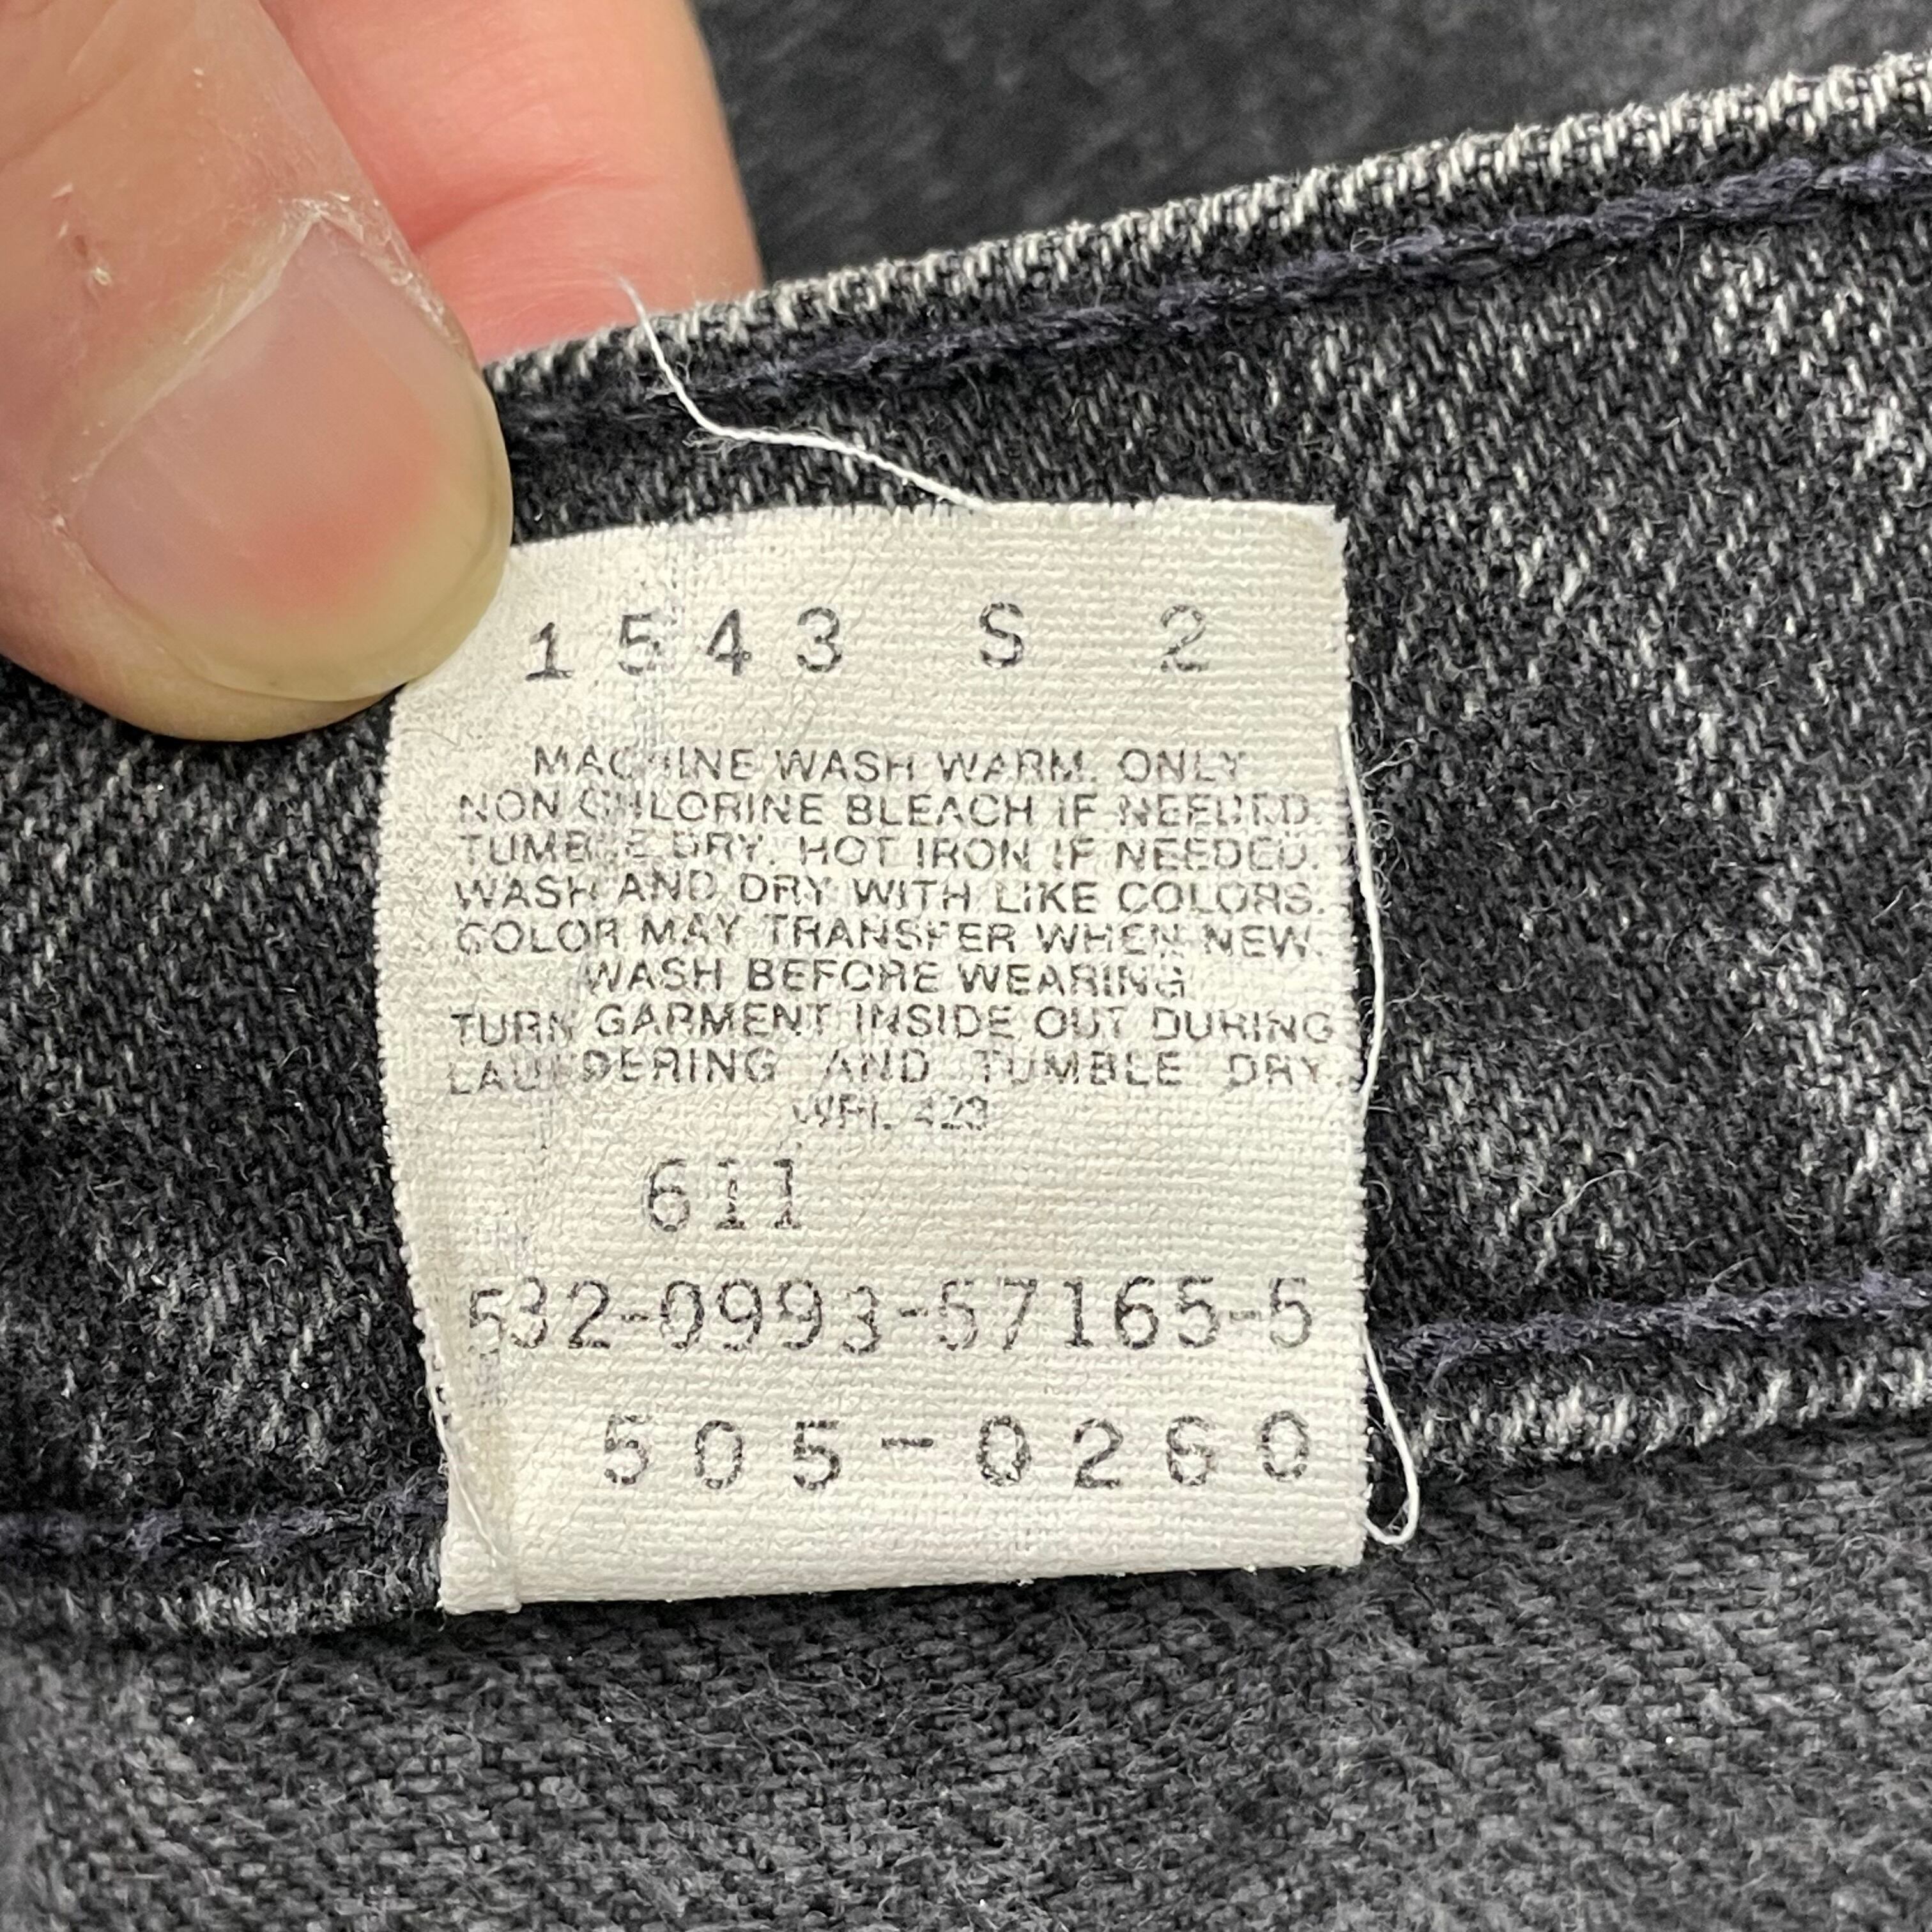 1543 S 2
MACHINE WASH WARM. ONLY
NON CHLORINE BLEACH IF NEEDED.
TUMBLE DRY. HOT IRON IF NEEDED.
WASH AND DRY WITH LIKE COLORS.
COLOR MAY TRANSFER WHEN NEW.
WASH BEFORE WEARING
TURN GARMENT INSIDE OUT DURING
LAUNDERING AND TUMBLE DRY.
WPL 423
611
532-0993-57165-5
505-0260